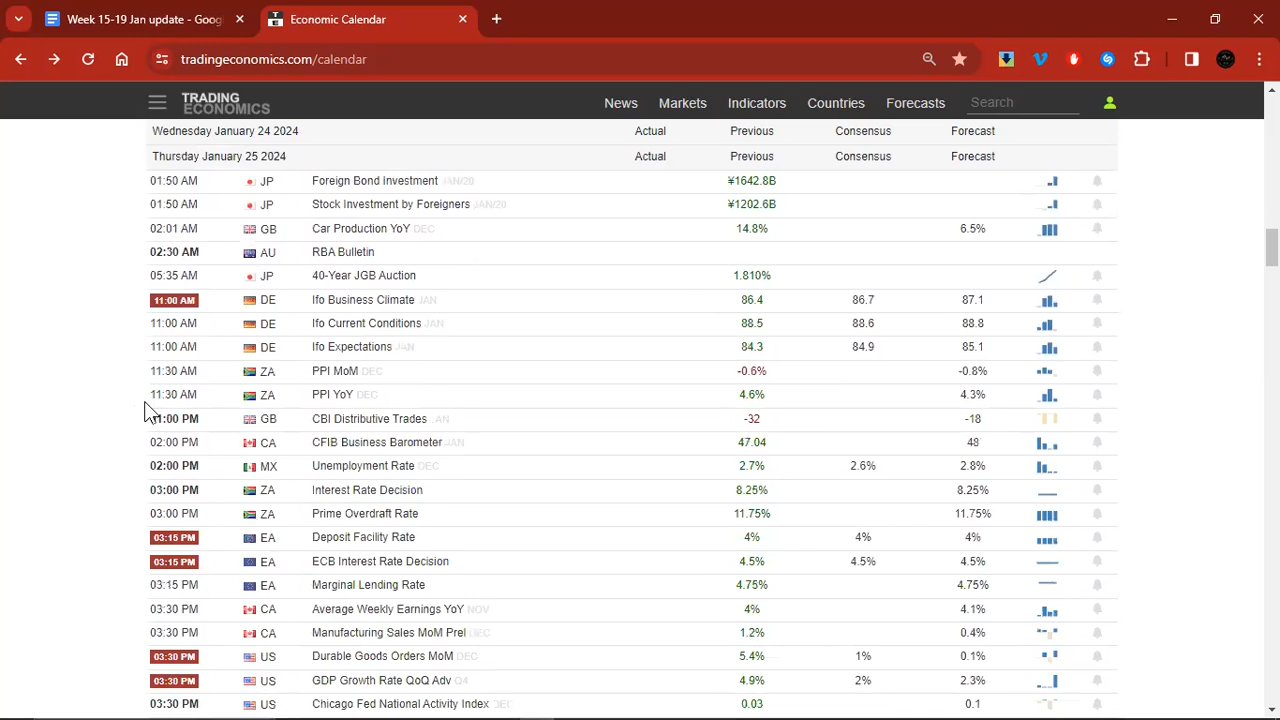 Week 15-19 Jan update - Goog
Economic Calendar
tradingeconomics.com/calendar
TRADING ECONOMICS News Markets Indicators Countries Forecasts Search
Wednesday January 24 2024 Actual Previous Consensus Forecast
Thursday January 25 2024 Actual Previous Consensus Forecast
01:50 AM JP Foreign Bond Investment JAN/20 ¥1642.8B
01:50 AM JP Stock Investment by Foreigners JAN/20 ¥1202.6B
02:01 AM GB Car Production YoY DEC 14.8% 6.5%
02:30 AM AU RBA Bulletin
05:35 AM JP 40-Year JGB Auction 1.810%
11:00 AM DE Ifo Business Climate JAN 86.4 86.7 87.1
11:00 AM DE Ifo Current Conditions JAN 88.5 88.6 88.8
11:00 AM DE Ifo Expectations JAN 84.3 84.9 85.1
11:30 AM ZA PPI MoM DEC -0.6% -0.8%
11:30 AM ZA PPI YoY DEC 4.6% 4.3%
1:00 PM GB CBI Distributive Trades JAN -32 -18
02:00 PM CA CFIB Business Barometer JAN 47.04 48
02:00 PM MX Unemployment Rate DEC 2.7% 2.6% 2.8%
03:00 PM ZA Interest Rate Decision 8.25% 8.25%
03:00 PM ZA Prime Overdraft Rate 11.75% 11.75%
03:15 PM EA Deposit Facility Rate 4% 4% 4%
03:15 PM EA ECB Interest Rate Decision 4.5% 4.5% 4.5%
03:15 PM EA Marginal Lending Rate 4.75% 4.75%
03:30 PM CA Average Weekly Earnings YoY NOV 4% 4.1%
03:30 PM CA Manufacturing Sales MoM Prel DEC 1.2% 0.4%
03:30 PM US Durable Goods Orders MoM DEC 5.4% 1% 0.1%
03:30 PM US GDP Growth Rate QoQ Adv Q4 4.9% 2% 2.3%
03:30 PM US Chicago Fed National Activity Index DEC 0.03 0.1